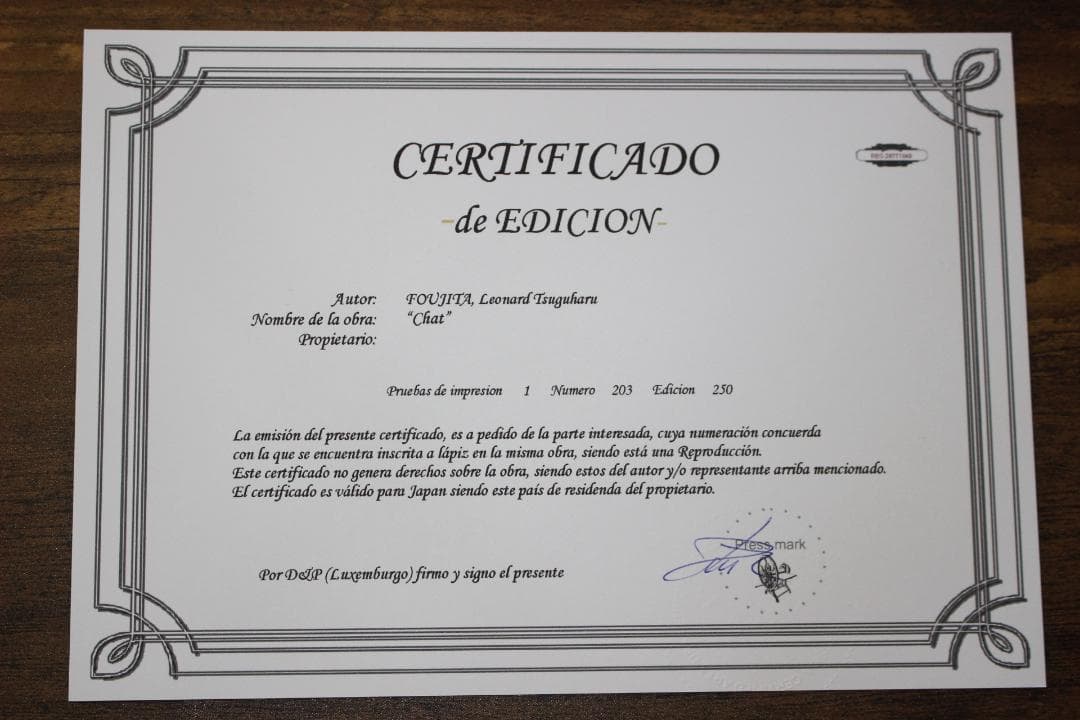 CERTIFICADO
-de EDICION-
Autor: FOUJITA, Leonard Tsuguharu
Nombre de la obra: "Chat"
Propietario:
Pruebas de impresion 1 Numero 203 Edicion 250
La emisión del presente certificado, es a pedido de la parte interesada, cuya numeración concuerda
con la que se encuentra inscrita a lápiz en la misma obra, siendo está una Reproducción.
Este certificado no genera derechos sobre la obra, siendo estos del autor y/o representante arriba mencionado.
El certificado es válido para Japan siendo este país de residenda del propietario.
Press mark
Por D&P (Luxemburgo) firmo y signo el presente